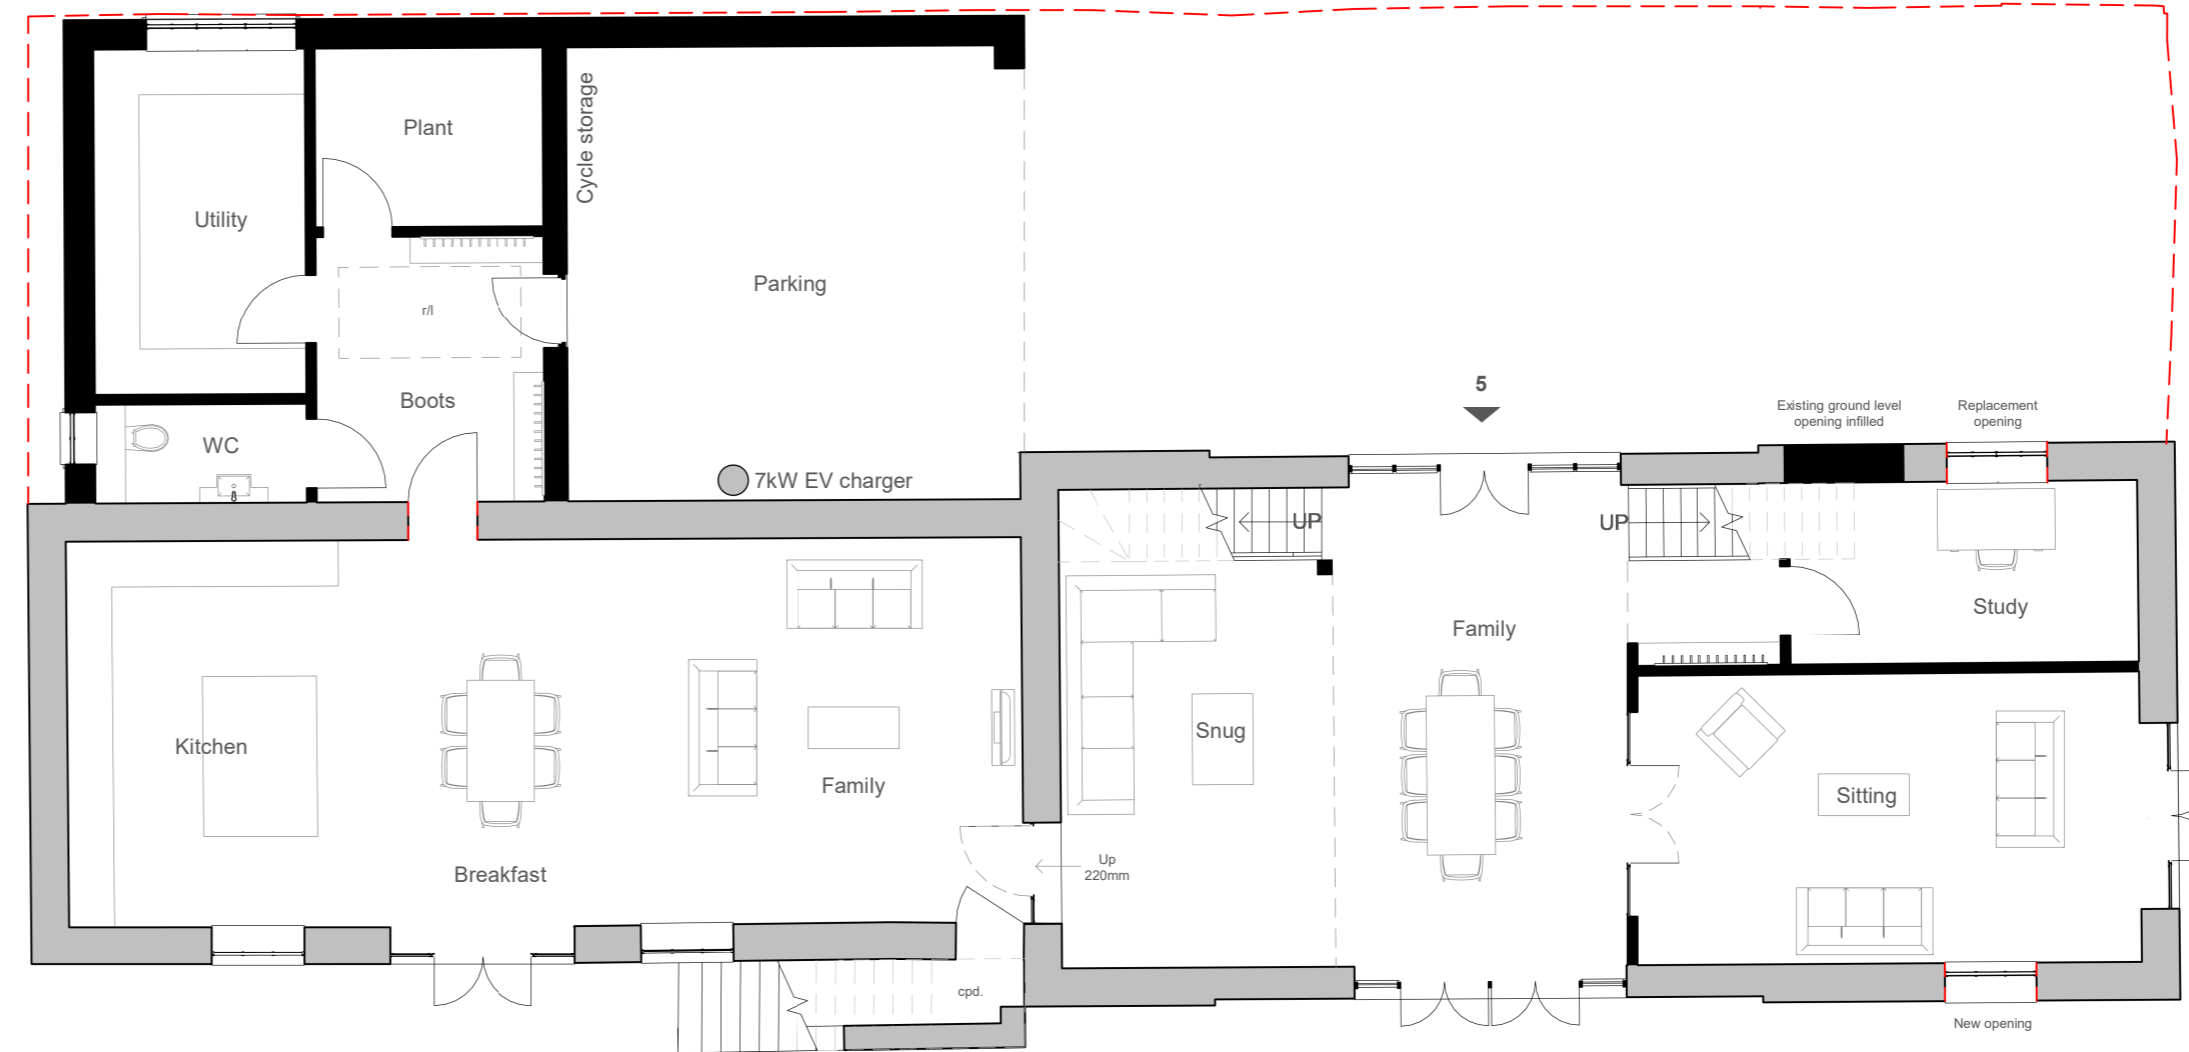 Plant
Cycle storage
Utility
Parking
r/l
Boots
WC
7kW EV charger
5
Existing ground level
opening infilled
Replacement
opening
UP
UP
Study
Family
Snug
Kitchen
Family
Sitting
Breakfast
Up
220mm
cpd.
New opening